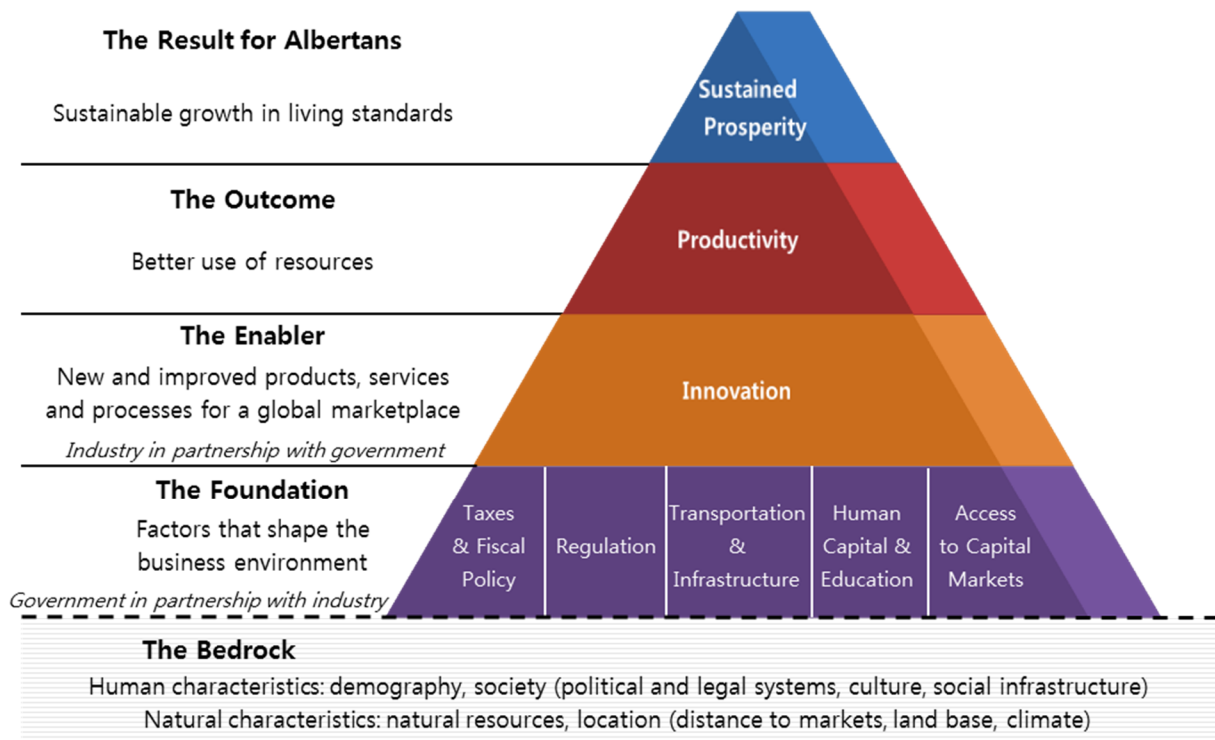 The Result for Albertans
Sustainable growth in living standards
Sustained
Prosperity
The Outcome
Better use of resources
Productivity
The Enabler
New and improved products, services
and processes for a global marketplace
Industry in partnership with government
Innovation
The Foundation
Factors that shape the
business environment
Government in partnership with industry
Taxes
& Fiscal
Policy
Regulation
Transportation
&
Infrastructure
Human
Capital &
Education
Access
to Capital
Markets
The Bedrock
Human characteristics: demography, society (political and legal systems, culture, social infrastructure)
Natural characteristics: natural resources, location (distance to markets, land base, climate)